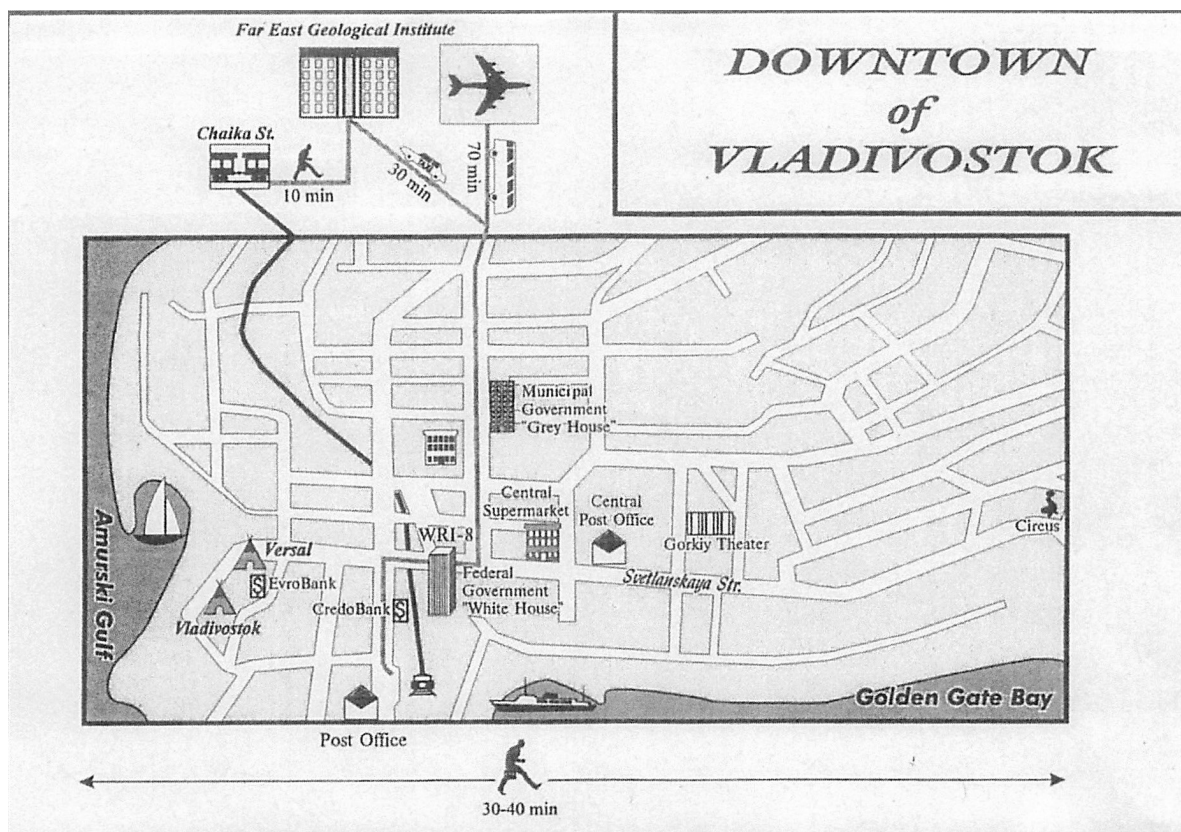 Far East Geological Institute
DOWNTOWN
of
VLADIVOSTOK
Chaika St.
10 min
TAXI
30 min
70 min
Municipal
Government
"Grey House"
Central
Supermarket
Central
Post Office
Gorkiy Theater
Circus
WRI-8
Versal
$ EvroBank
Vladivostok
CredoBank $
Federal
Government
"White House"
Svetlanskaya Str.
Amurski Gulf
Golden Gate Bay
Post Office
30-40 min